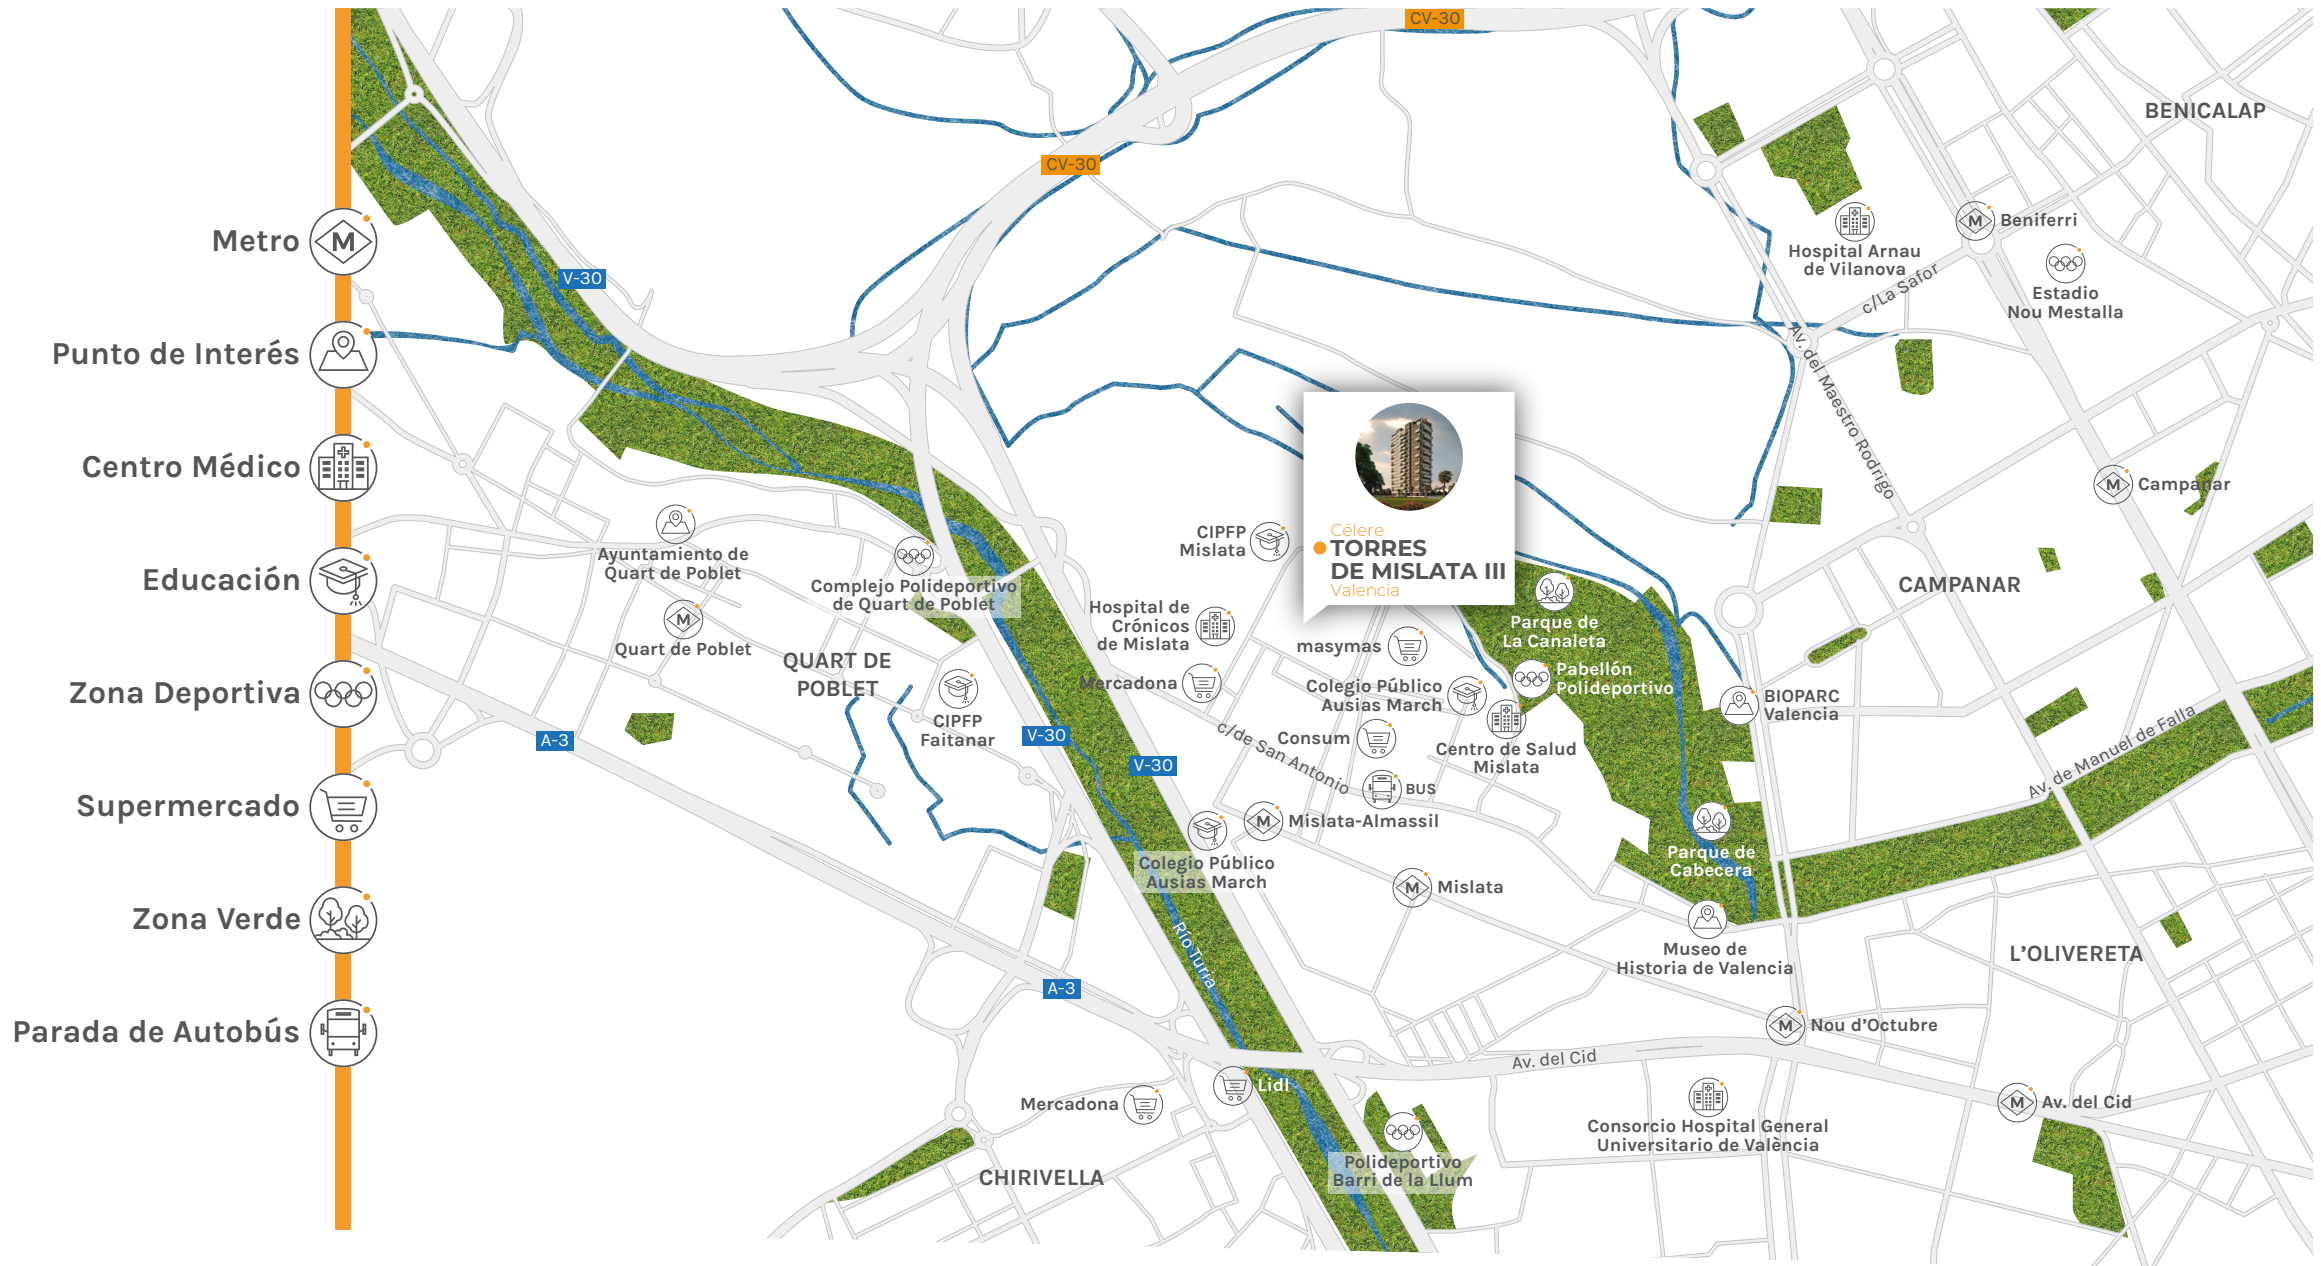 Metro
Punto de Interés
Centro Médico
Educación
Zona Deportiva
Supermercado
Zona Verde
Parada de Autobús
CV-30
CV-30
BENICALAP
Beniferri
Hospital Arnau
de Vilanova
c/La Safor
Estadio
Nou Mestalla
V-30
Av. del Maestro Rodrigo
Campanar
Célere
TORRES
DE MISLATA III
Valencia
CIPFP
Mislata
Ayuntamiento de
Quart de Poblet
Complejo Polideportivo
de Quart de Poblet
CAMPANAR
Hospital de
Crónicos
de Mislata
Parque de
La Canaleta
Quart de Poblet
masymas
QUART DE
POBLET
Mercadona
Pabellón
Polideportivo
Colegio Público
Ausias March
BIOPARC
Valencia
CIPFP
Faitanar
A-3
V-30
V-30
c/de San Antonio
Consum
Centro de Salud
Mislata
Av. de Manuel de Falla
BUS
Mislata-Almassil
Colegio Público
Ausias March
Parque de
Cabecera
Mislata
Río Turia
Museo de
Historia de Valencia
L'OLIVERETA
A-3
Nou d'Octubre
Av. del Cid
Lidl
Mercadona
Av. del Cid
Consorcio Hospital General
Universitario de València
Polideportivo
Barri de la Llum
CHIRIVELLA
M
M
M
M
M
M
M
M